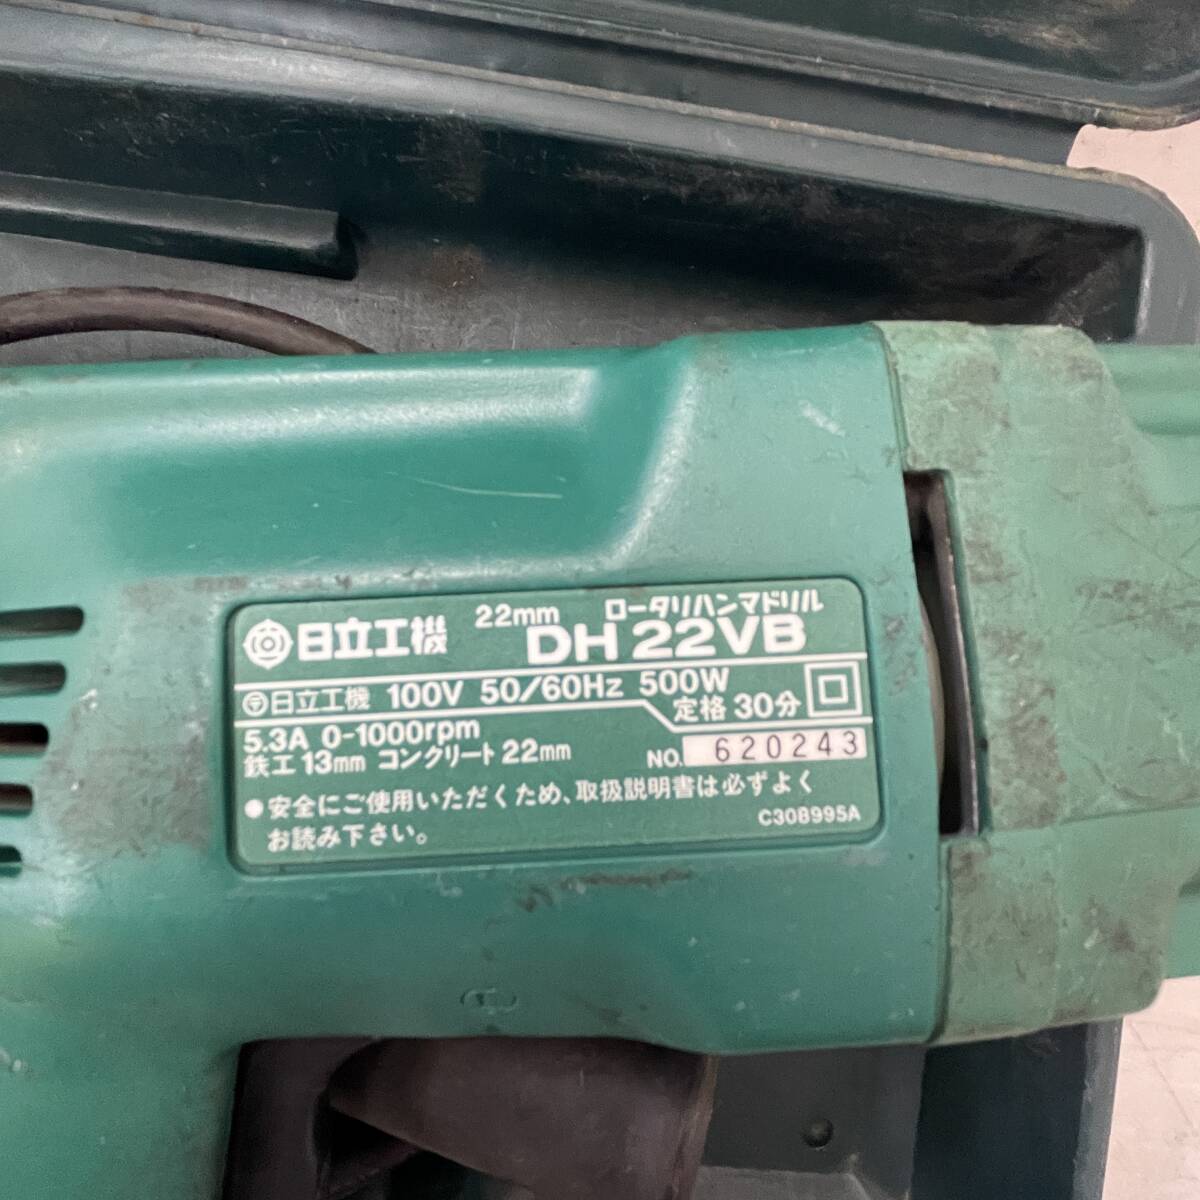 日立工機 22mm ロータリハンマドリル
DH 22VB
〒日立工機 100V 50/60Hz 500W
定格 30分
5.3A 0-1000rpm
鉄工 13mm コンクリート 22mm
NO. 620243
●安全にご使用いただくため、取扱説明書は必ずよく
お読み下さい。
C308995A